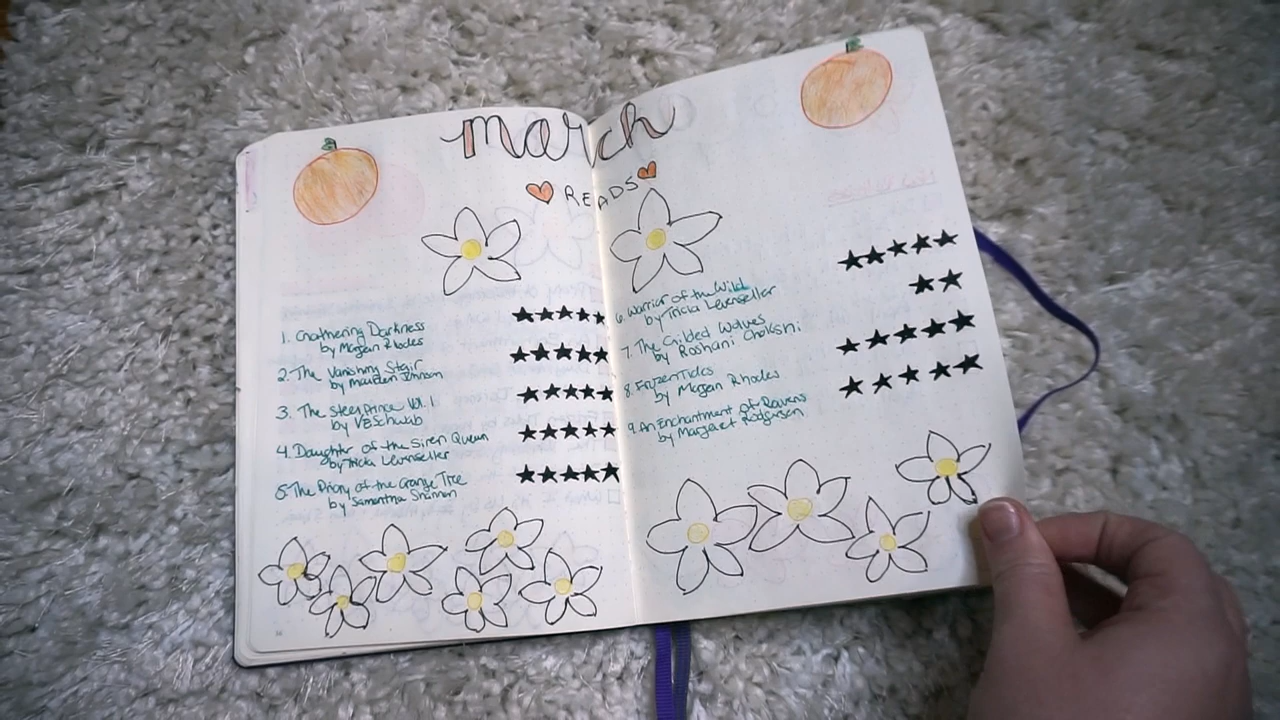 march
READS
1. Gathering Darkness
by Morgan Rhodes
2. The Vanishing Stair
by Maureen Johnson
3. The Steel Prince Vol. 1
by VE Schwab
4. Daughter of the Siren Queen
by Tricia Levenseller
5. The Priory of the Orange Tree
by Samantha Shannon
6. Warrior of the Wild
by Tricia Levenseller
7. The Gilded Wolves
by Roshani Chokshi
8. Frozen Tides
by Morgan Rhodes
9. An Enchantment of Ravens
by Margaret Rodgerson